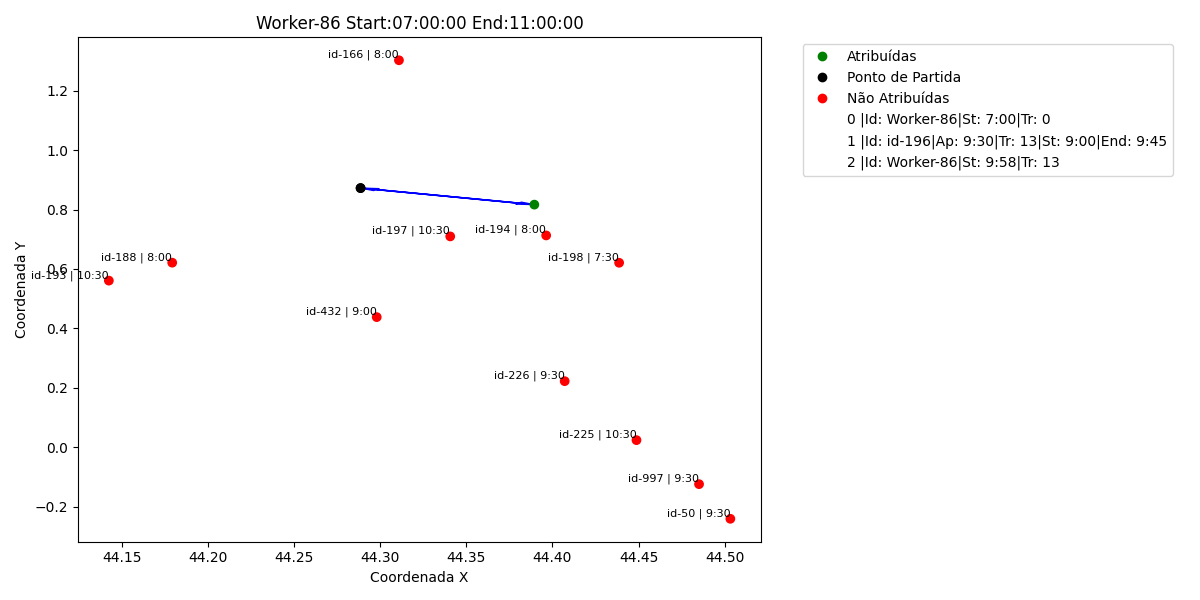 Worker-86 Start:07:00:00 End:11:00:00
id-166 | 8:00
id-197 | 10:30
id-194 | 8:00
id-188 | 8:00
id-198 | 7:30
id-193 | 10:30
id-432 | 9:00
id-226 | 9:30
id-225 | 10:30
id-997 | 9:30
id-50 | 9:30
Coordenada Y
1.2
1.0
0.8
0.6
0.4
0.2
0.0
−0.2
44.15 44.20 44.25 44.30 44.35 44.40 44.45 44.50
Coordenada X
Atribuídas
Ponto de Partida
Não Atribuídas
0 |Id: Worker-86|St: 7:00|Tr: 0
1 |Id: id-196|Ap: 9:30|Tr: 13|St: 9:00|End: 9:45
2 |Id: Worker-86|St: 9:58|Tr: 13